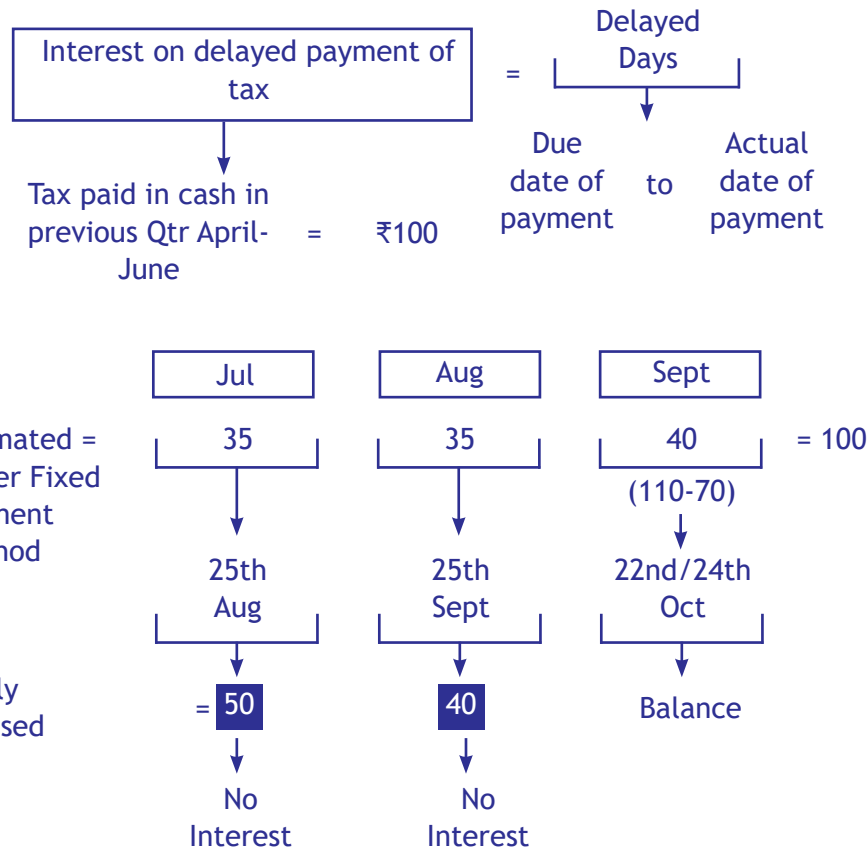 Interest on delayed payment of
tax
=
Delayed
Days
Due
date of
payment
to
Actual
date of
payment
Tax paid in cash in
previous Qtr April-
June
=
₹100
Jul
Aug
Sept
=
35
35
40
= 100
(110-70)
25th
Aug
25th
Sept
22nd/24th
Oct
=
50
40
Balance
No
Interest
No
Interest